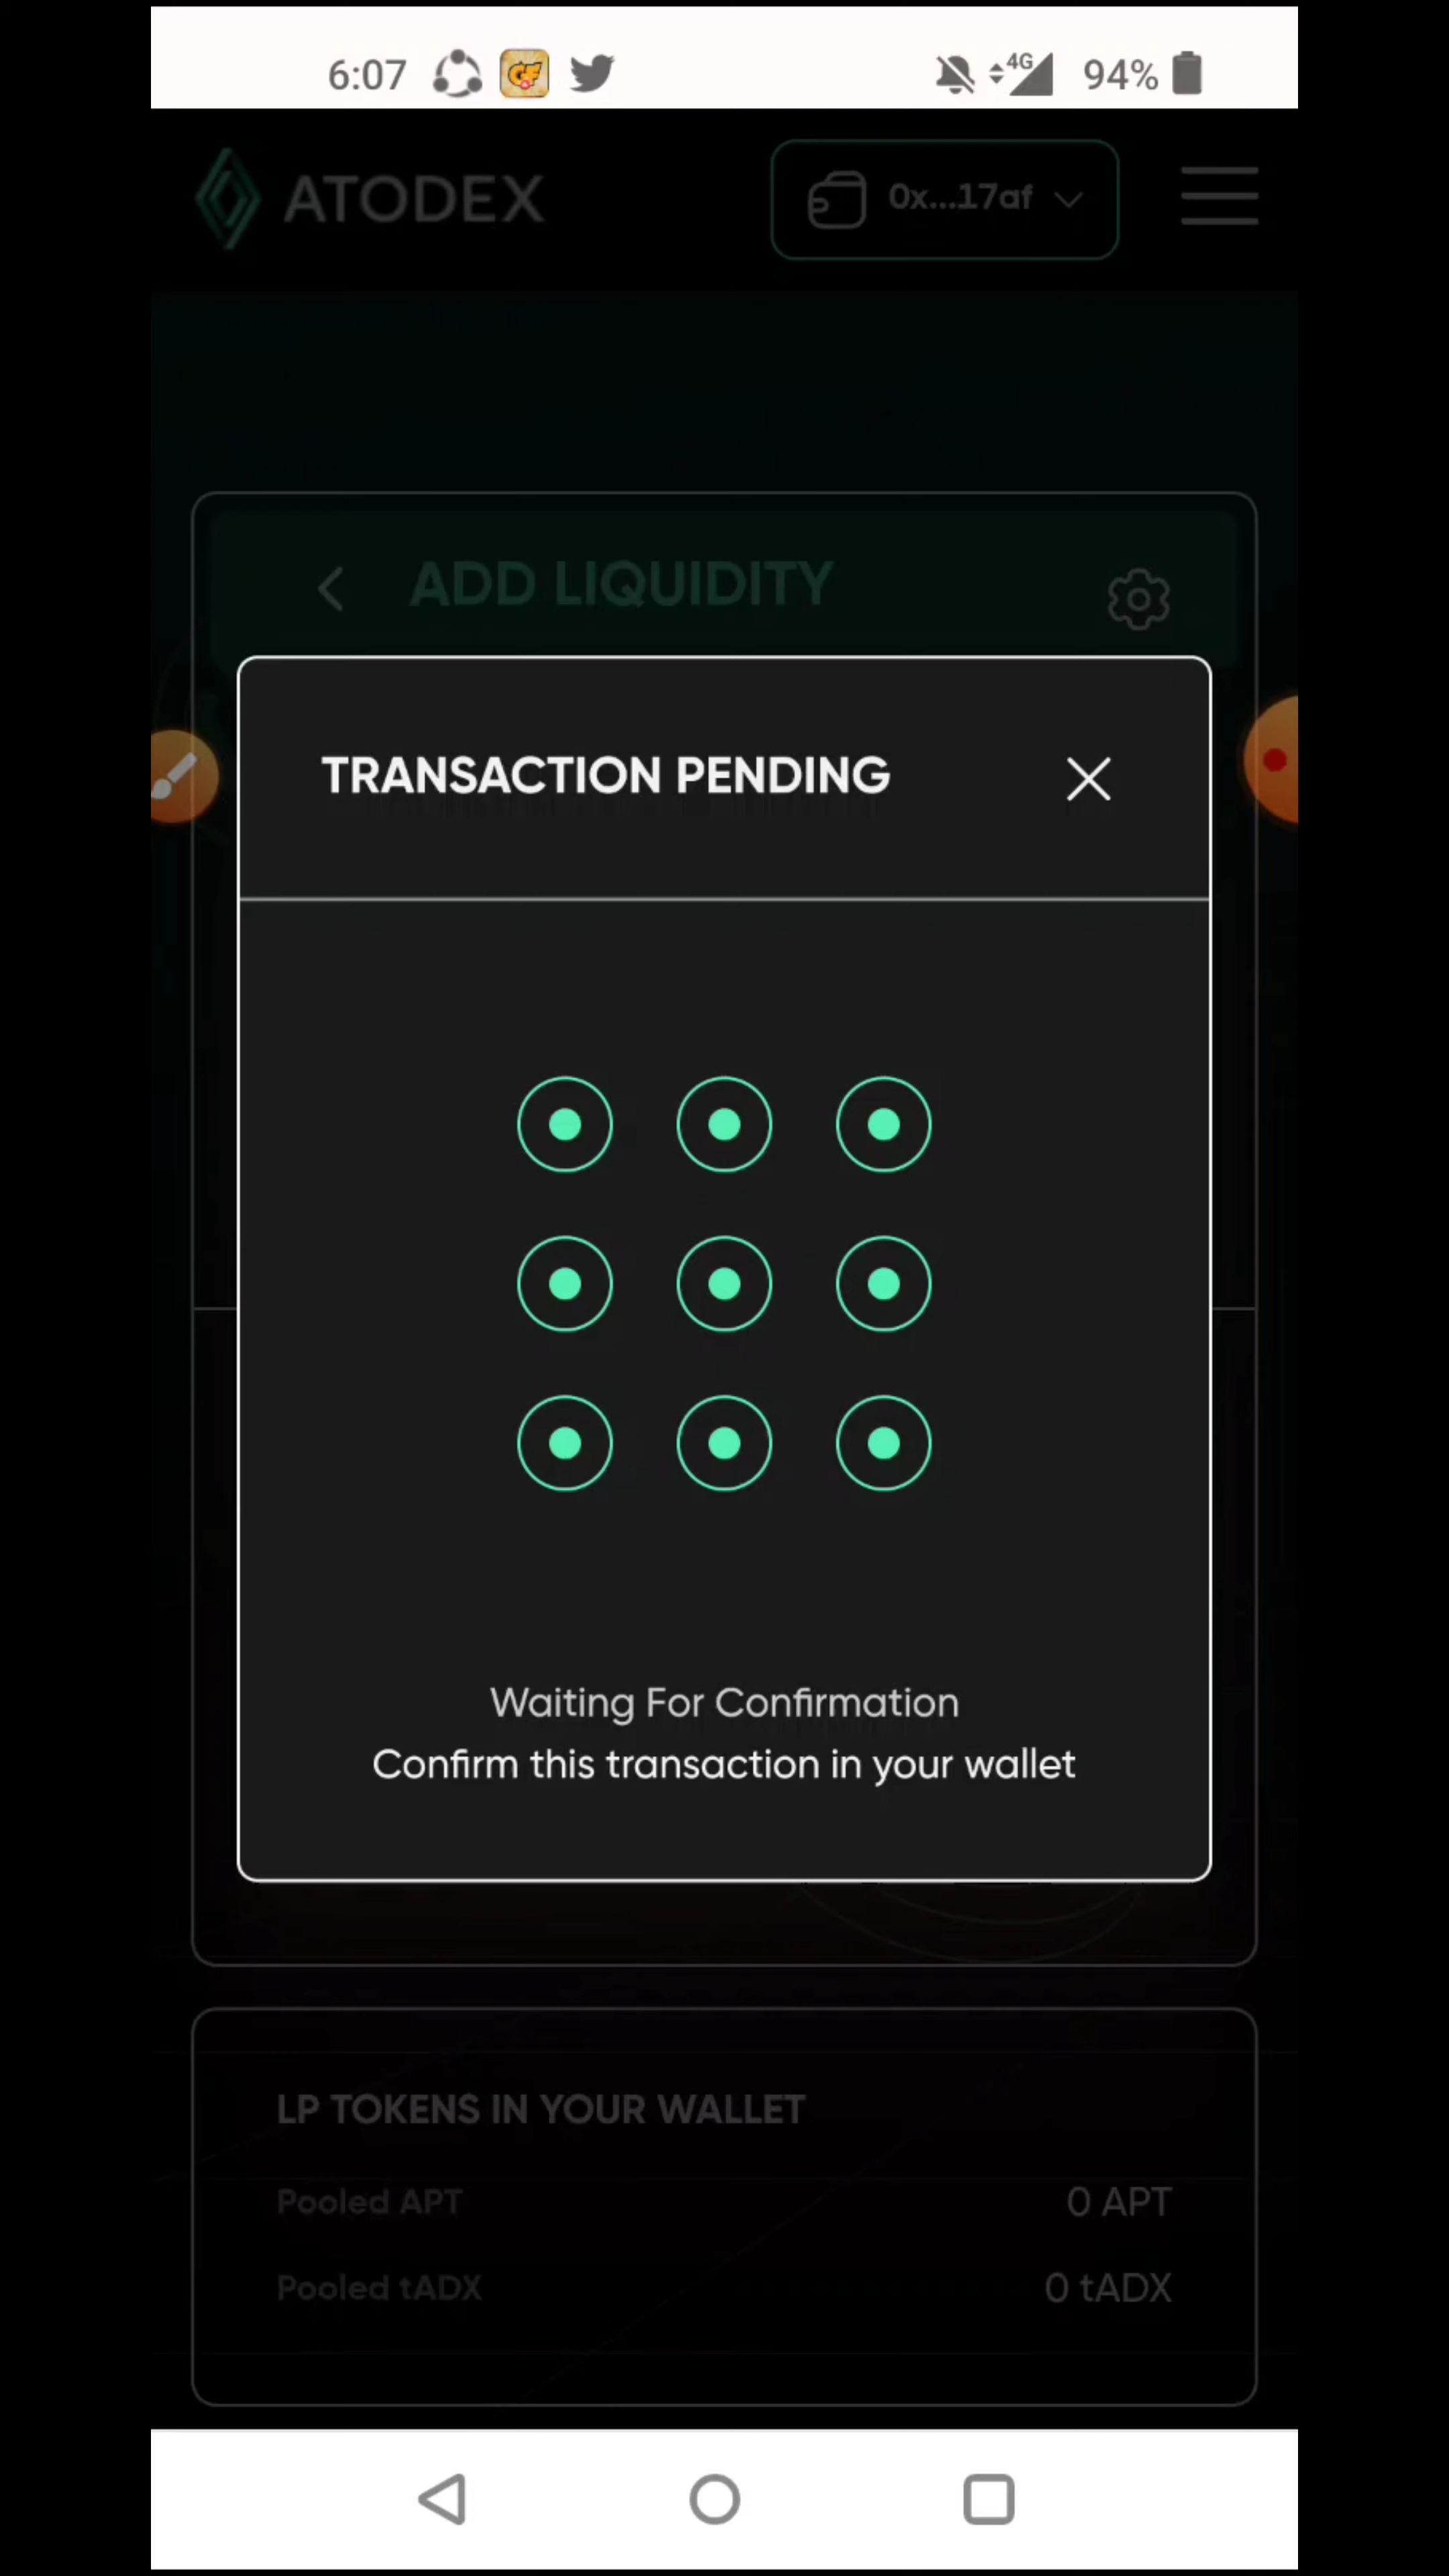 6:07 4G 94%
ATODEX 0x...17af
ADD LIQUIDITY
TRANSACTION PENDING
Waiting For Confirmation
Confirm this transaction in your wallet
LP TOKENS IN YOUR WALLET
Pooled APT 0 APT
Pooled tADX 0 tADX